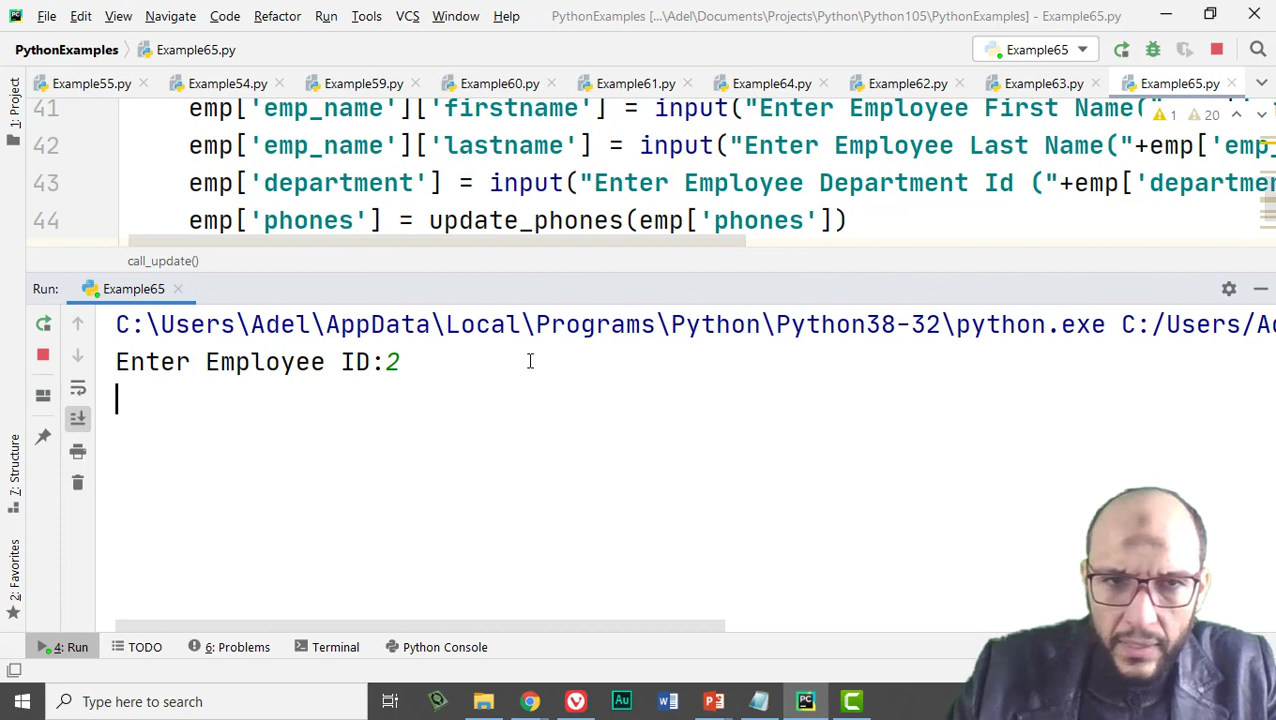 File Edit View Navigate Code Refactor Run Tools VCS Window Help PythonExamples [...\Adel\Documents\Projects\Python\Python105\PythonExamples] - Example65.py
PythonExamples Example65.py Example65
Example55.py Example54.py Example59.py Example60.py Example61.py Example64.py Example62.py Example63.py Example65.py
1: Project
41 emp['emp_name']['firstname'] = input("Enter Employee First Name("
1 20
42 emp['emp_name']['lastname'] = input("Enter Employee Last Name("+emp['emp_
43 emp['department'] = input("Enter Employee Department Id ("+emp['departme
44 emp['phones'] = update_phones(emp['phones'])
call_update()
Run: Example65
C:\Users\Adel\AppData\Local\Programs\Python\Python38-32\python.exe C:/Users/Ad
Enter Employee ID:2
7: Structure
2: Favorites
4: Run TODO 6: Problems Terminal Python Console
Type here to search
Au W P PC C